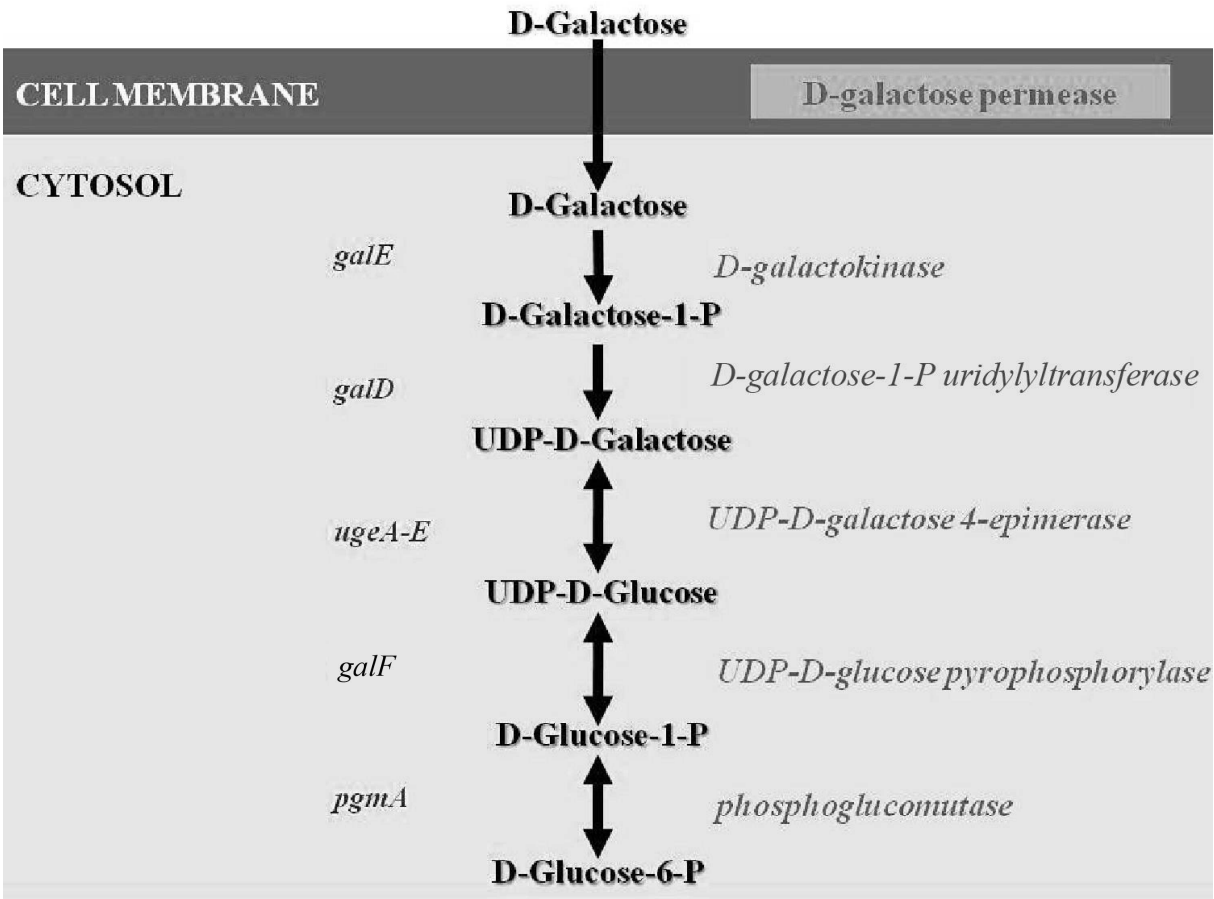 D-Galactose
CELL MEMBRANE
D-galactose permease
CYTOSOL
D-Galactose
galE
D-galactokinase
D-Galactose-1-P
galD
D-galactose-1-P uridylyltransferase
UDP-D-Galactose
ugeA-E
UDP-D-galactose 4-epimerase
UDP-D-Glucose
galF
UDP-D-glucose pyrophosphorylase
D-Glucose-1-P
pgmA
phosphoglucomutase
D-Glucose-6-P